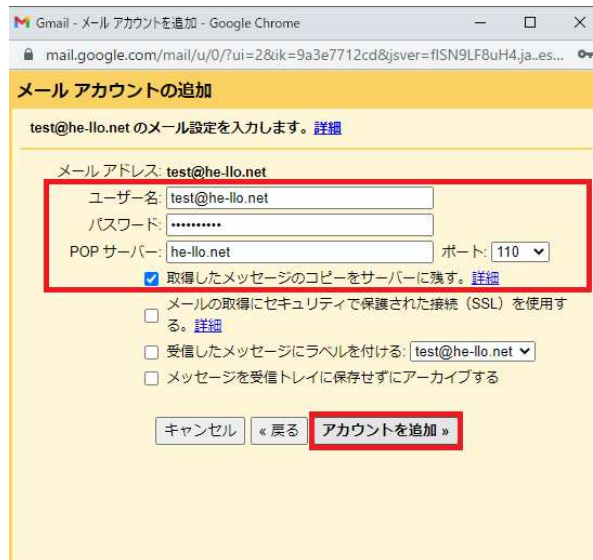 Gmail - メール アカウントを追加 - Google Chrome
mail.google.com/mail/u/0/?ui=2&ik=9a3e7712cd&jsver=flSN9LF8uH4.ja..es...
メール アカウントの追加
test@he-llo.net のメール設定を入力します。詳細
メール アドレス: test@he-llo.net
ユーザー名: test@he-llo.net
パスワード: ••••••••••
POP サーバー: he-llo.net ポート: 110
取得したメッセージのコピーをサーバーに残す。詳細
メールの取得にセキュリティで保護された接続（SSL）を使用す
る。詳細
受信したメッセージにラベルを付ける: test@he-llo.net
メッセージを受信トレイに保存せずにアーカイブする
キャンセル « 戻る アカウントを追加 »